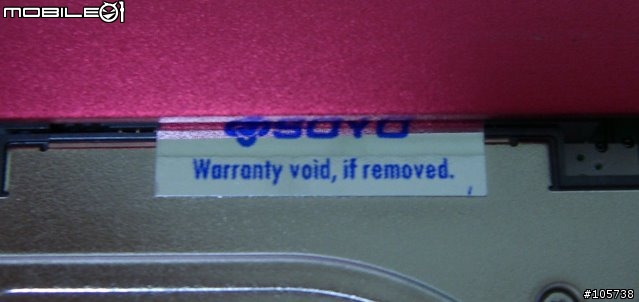 MOBILE01
SOYO
Warranty void, if removed.
#105738